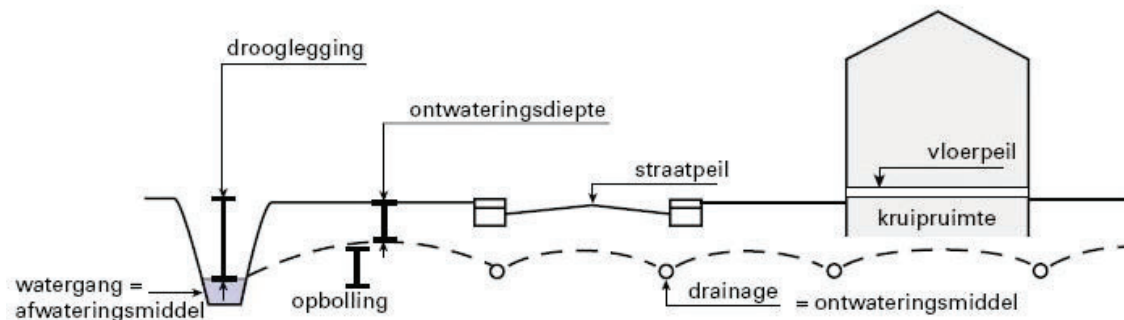 drooglegging
ontwateringsdiepte
straatpeil
vloerpeil
kruipruimte
watergang =
afwateringsmiddel
opbolling
drainage = ontwateringsmiddel